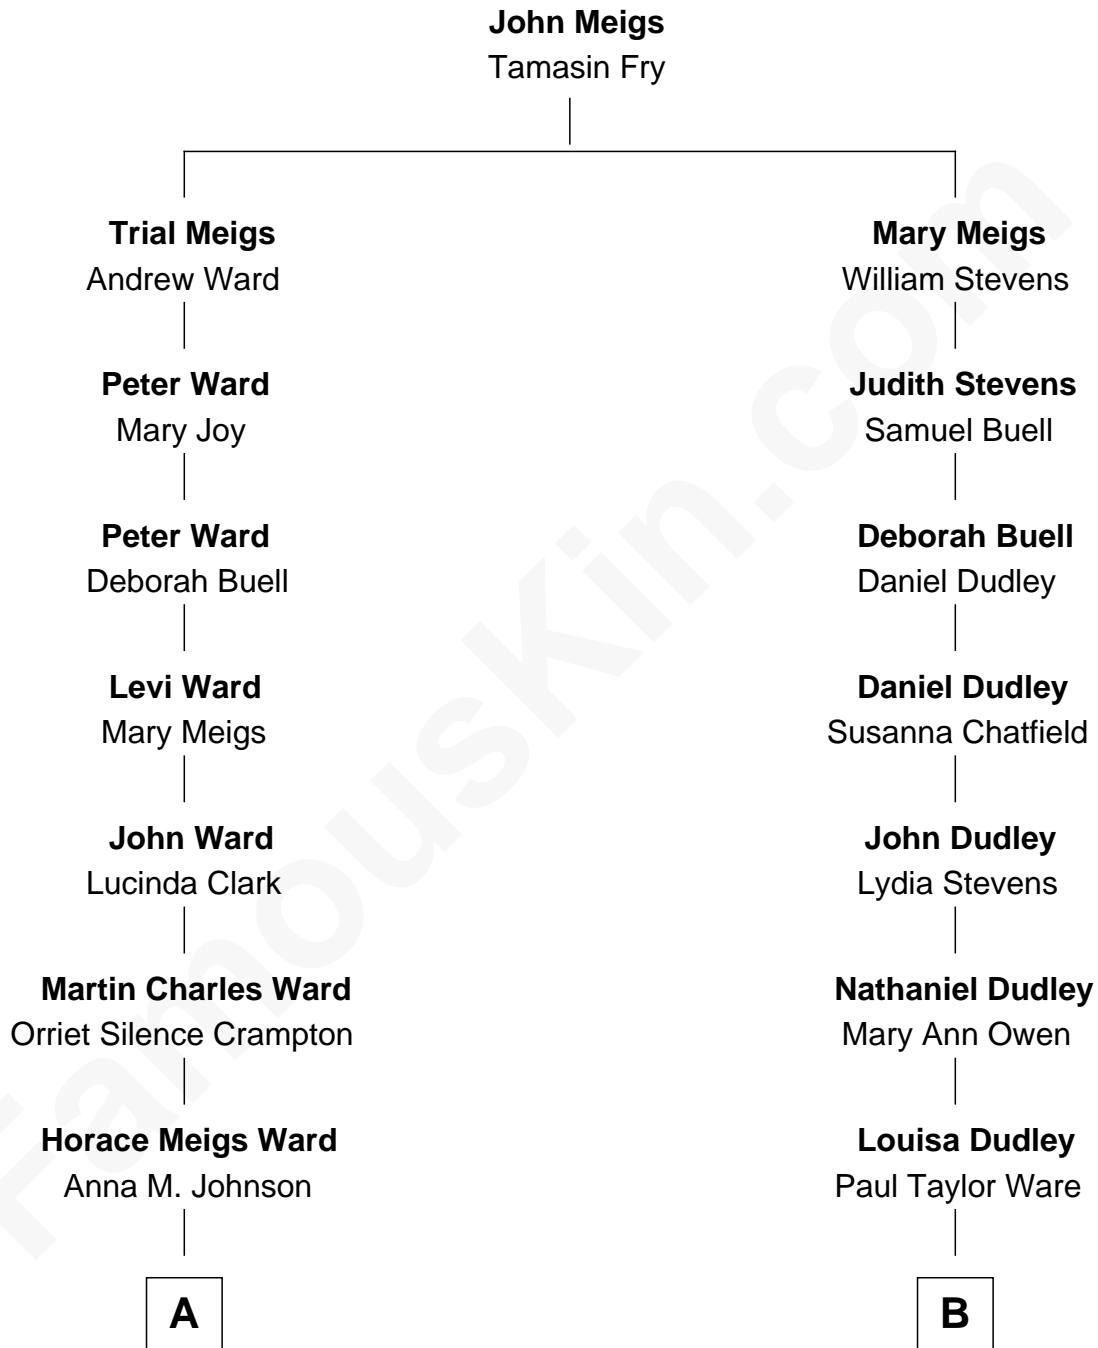 John Meigs
Tamasin Fry
Trial Meigs
Andrew Ward
Peter Ward
Mary Joy
Peter Ward
Deborah Buell
Levi Ward
Mary Meigs
John Ward
Lucinda Clark
Martin Charles Ward
Orriet Silence Crampton
Horace Meigs Ward
Anna M. Johnson
A
Mary Meigs
William Stevens
Judith Stevens
Samuel Buell
Deborah Buell
Daniel Dudley
Daniel Dudley
Susanna Chatfield
John Dudley
Lydia Stevens
Nathaniel Dudley
Mary Ann Owen
Louisa Dudley
Paul Taylor Ware
B
FamousKin.com